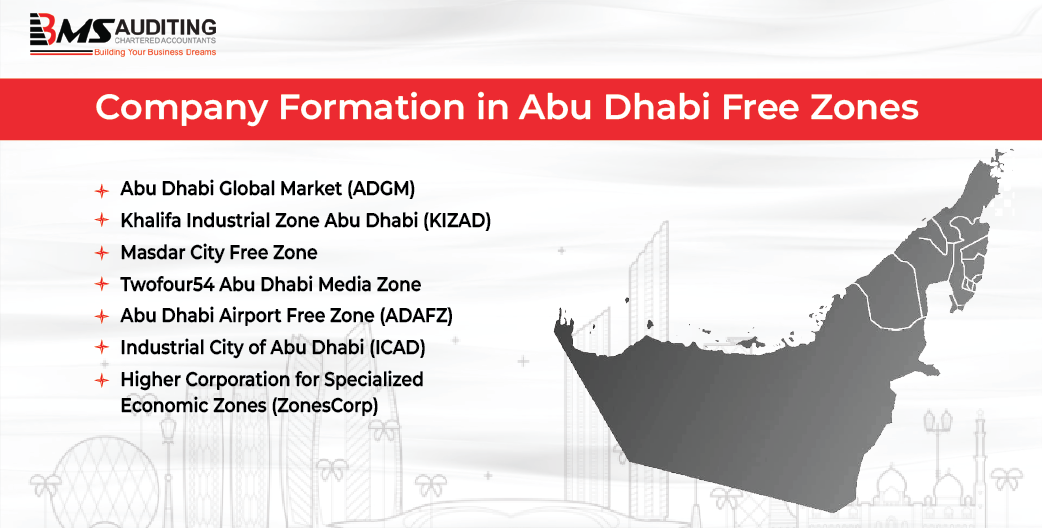 BMS AUDITING
CHARTERED ACCOUNTANTS
Building Your Business Dreams
Company Formation in Abu Dhabi Free Zones
Abu Dhabi Global Market (ADGM)
Khalifa Industrial Zone Abu Dhabi (KIZAD)
Masdar City Free Zone
Twofour54 Abu Dhabi Media Zone
Abu Dhabi Airport Free Zone (ADAFZ)
Industrial City of Abu Dhabi (ICAD)
Higher Corporation for Specialized
Economic Zones (ZonesCorp)